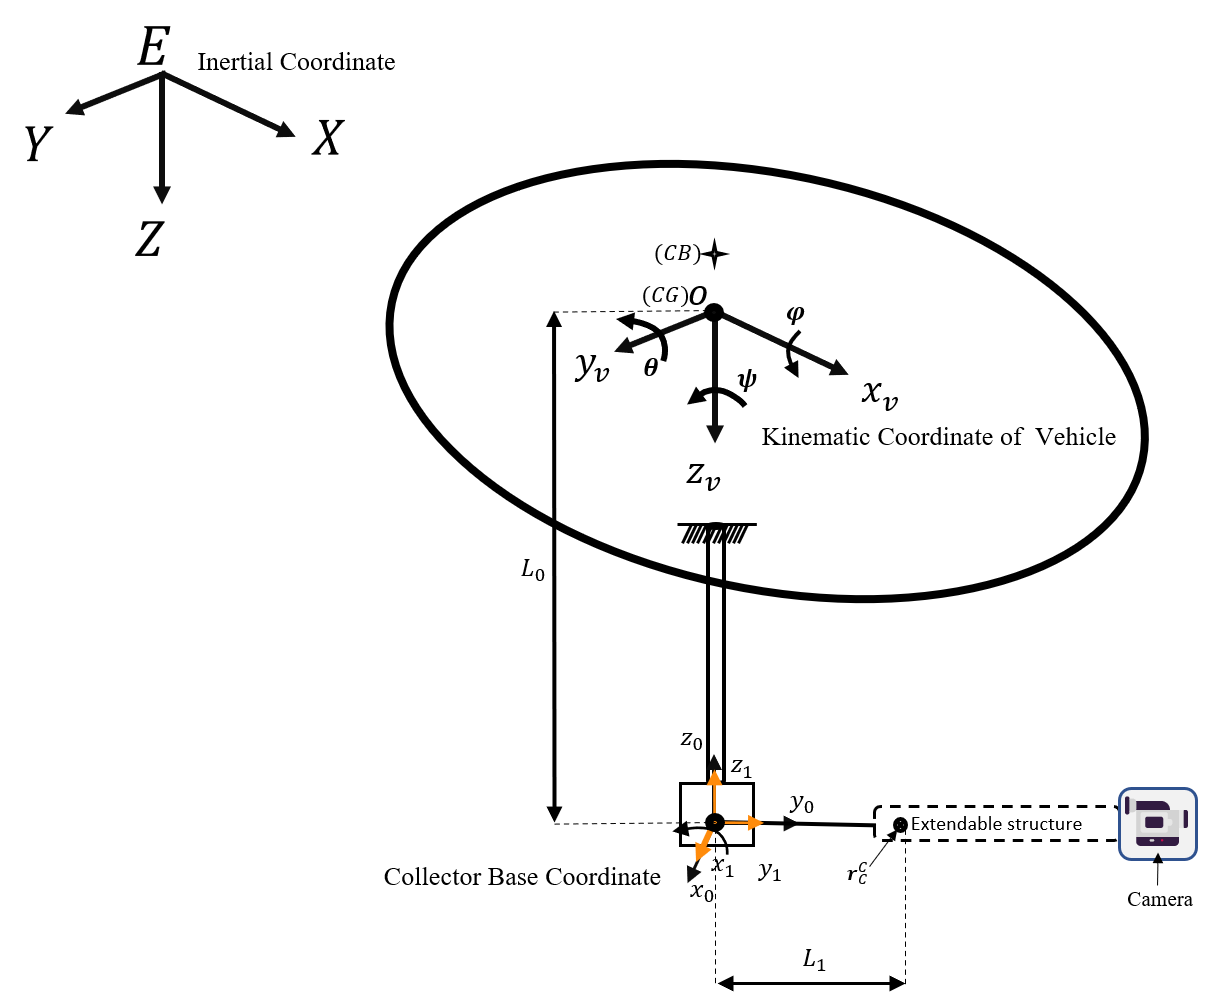 E
Inertial Coordinate
Y
X
Z
(CB)
(CG)O
φ
y_v
θ
ψ
x_v
Kinematic Coordinate of Vehicle
z_v
L_0
z_0
z_1
y_0
Extendable structure
x_1
y_1
r_C^C
Collector Base Coordinate
x_0
Camera
L_1